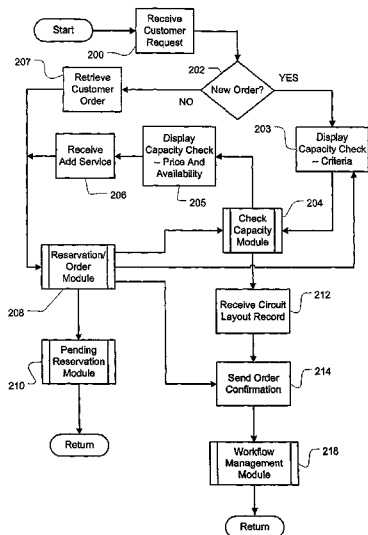 Start
Receive
Customer
Request
200
207
Retrieve
Customer
Order
202
New Order?
YES
NO
203
Display
Capacity Check
-- Criteria
Receive
Add Service
206
Display
Capacity Check
-- Price And
Availability
205
Check
Capacity
Module
204
Reservation/
Order
Module
208
212
Receive Circuit
Layout Record
Pending
Reservation
Module
210
214
Send Order
Confirmation
Workflow
Management
Module
218
Return
Return